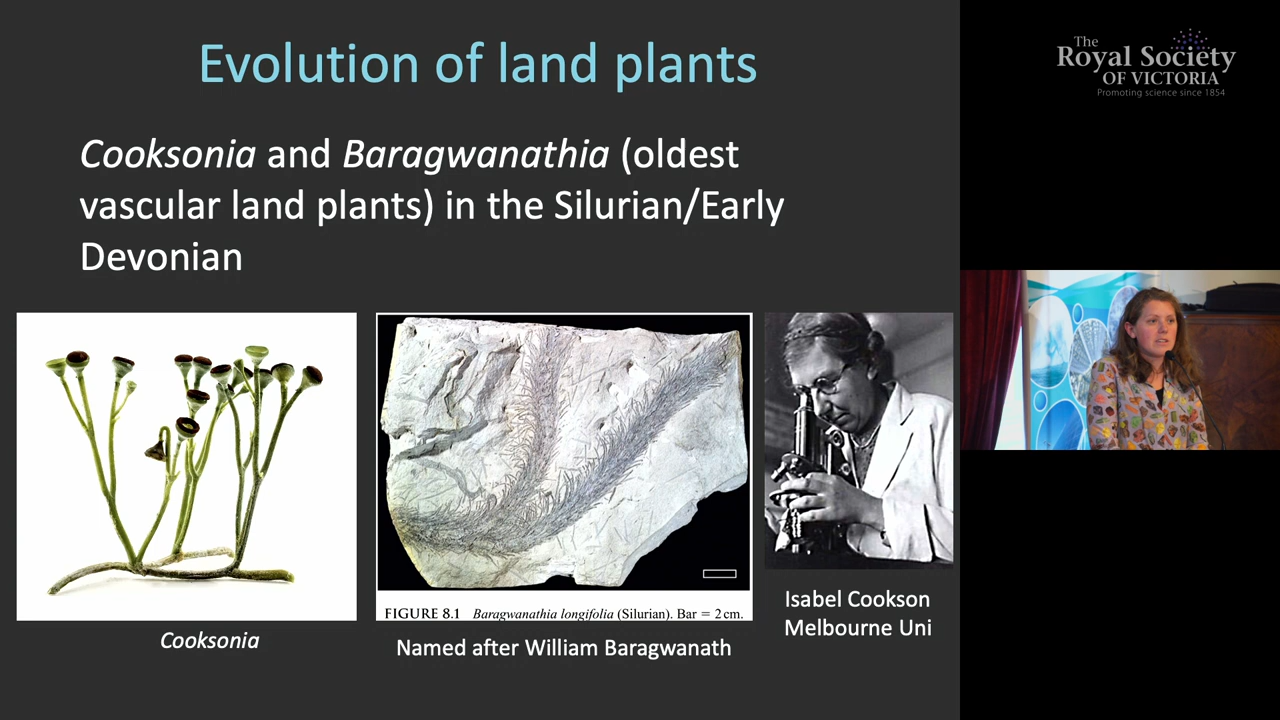 Evolution of land plants
The
Royal Society
OF VICTORIA
Promoting science since 1854
Cooksonia and Baragwanathia (oldest
vascular land plants) in the Silurian/Early
Devonian
FIGURE 8.1 Baragwanathia longifolia (Silurian). Bar = 2 cm.
Cooksonia
Named after William Baragwanath
Isabel Cookson
Melbourne Uni